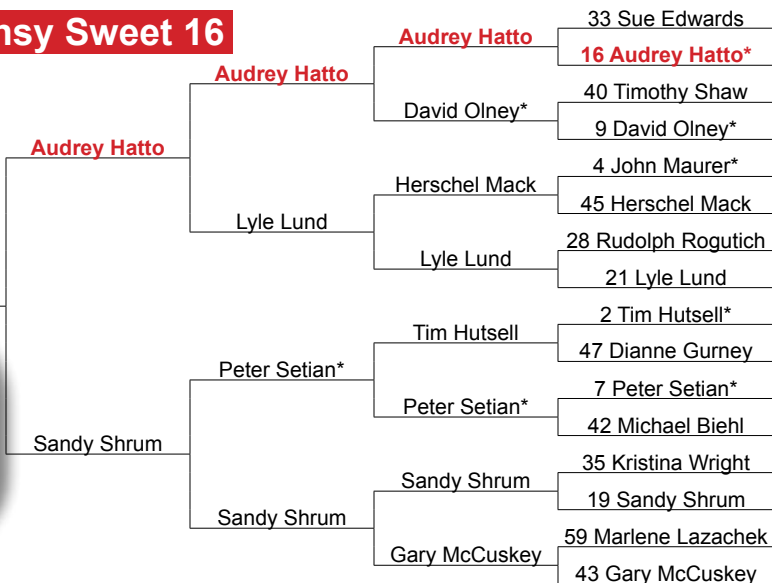 Sweet 16
33 Sue Edwards
Audrey Hatto
16 Audrey Hatto*
Audrey Hatto
40 Timothy Shaw
David Olney*
9 David Olney*
Audrey Hatto
4 John Maurer*
Herschel Mack
45 Herschel Mack
Lyle Lund
28 Rudolph Rogutich
Lyle Lund
21 Lyle Lund
2 Tim Hutsell*
Tim Hutsell
47 Dianne Gurney
Peter Setian*
7 Peter Setian*
Peter Setian*
42 Michael Biehl
Sandy Shrum
35 Kristina Wright
Sandy Shrum
19 Sandy Shrum
Sandy Shrum
59 Marlene Lazachek
Gary McCuskey
43 Gary McCuskey